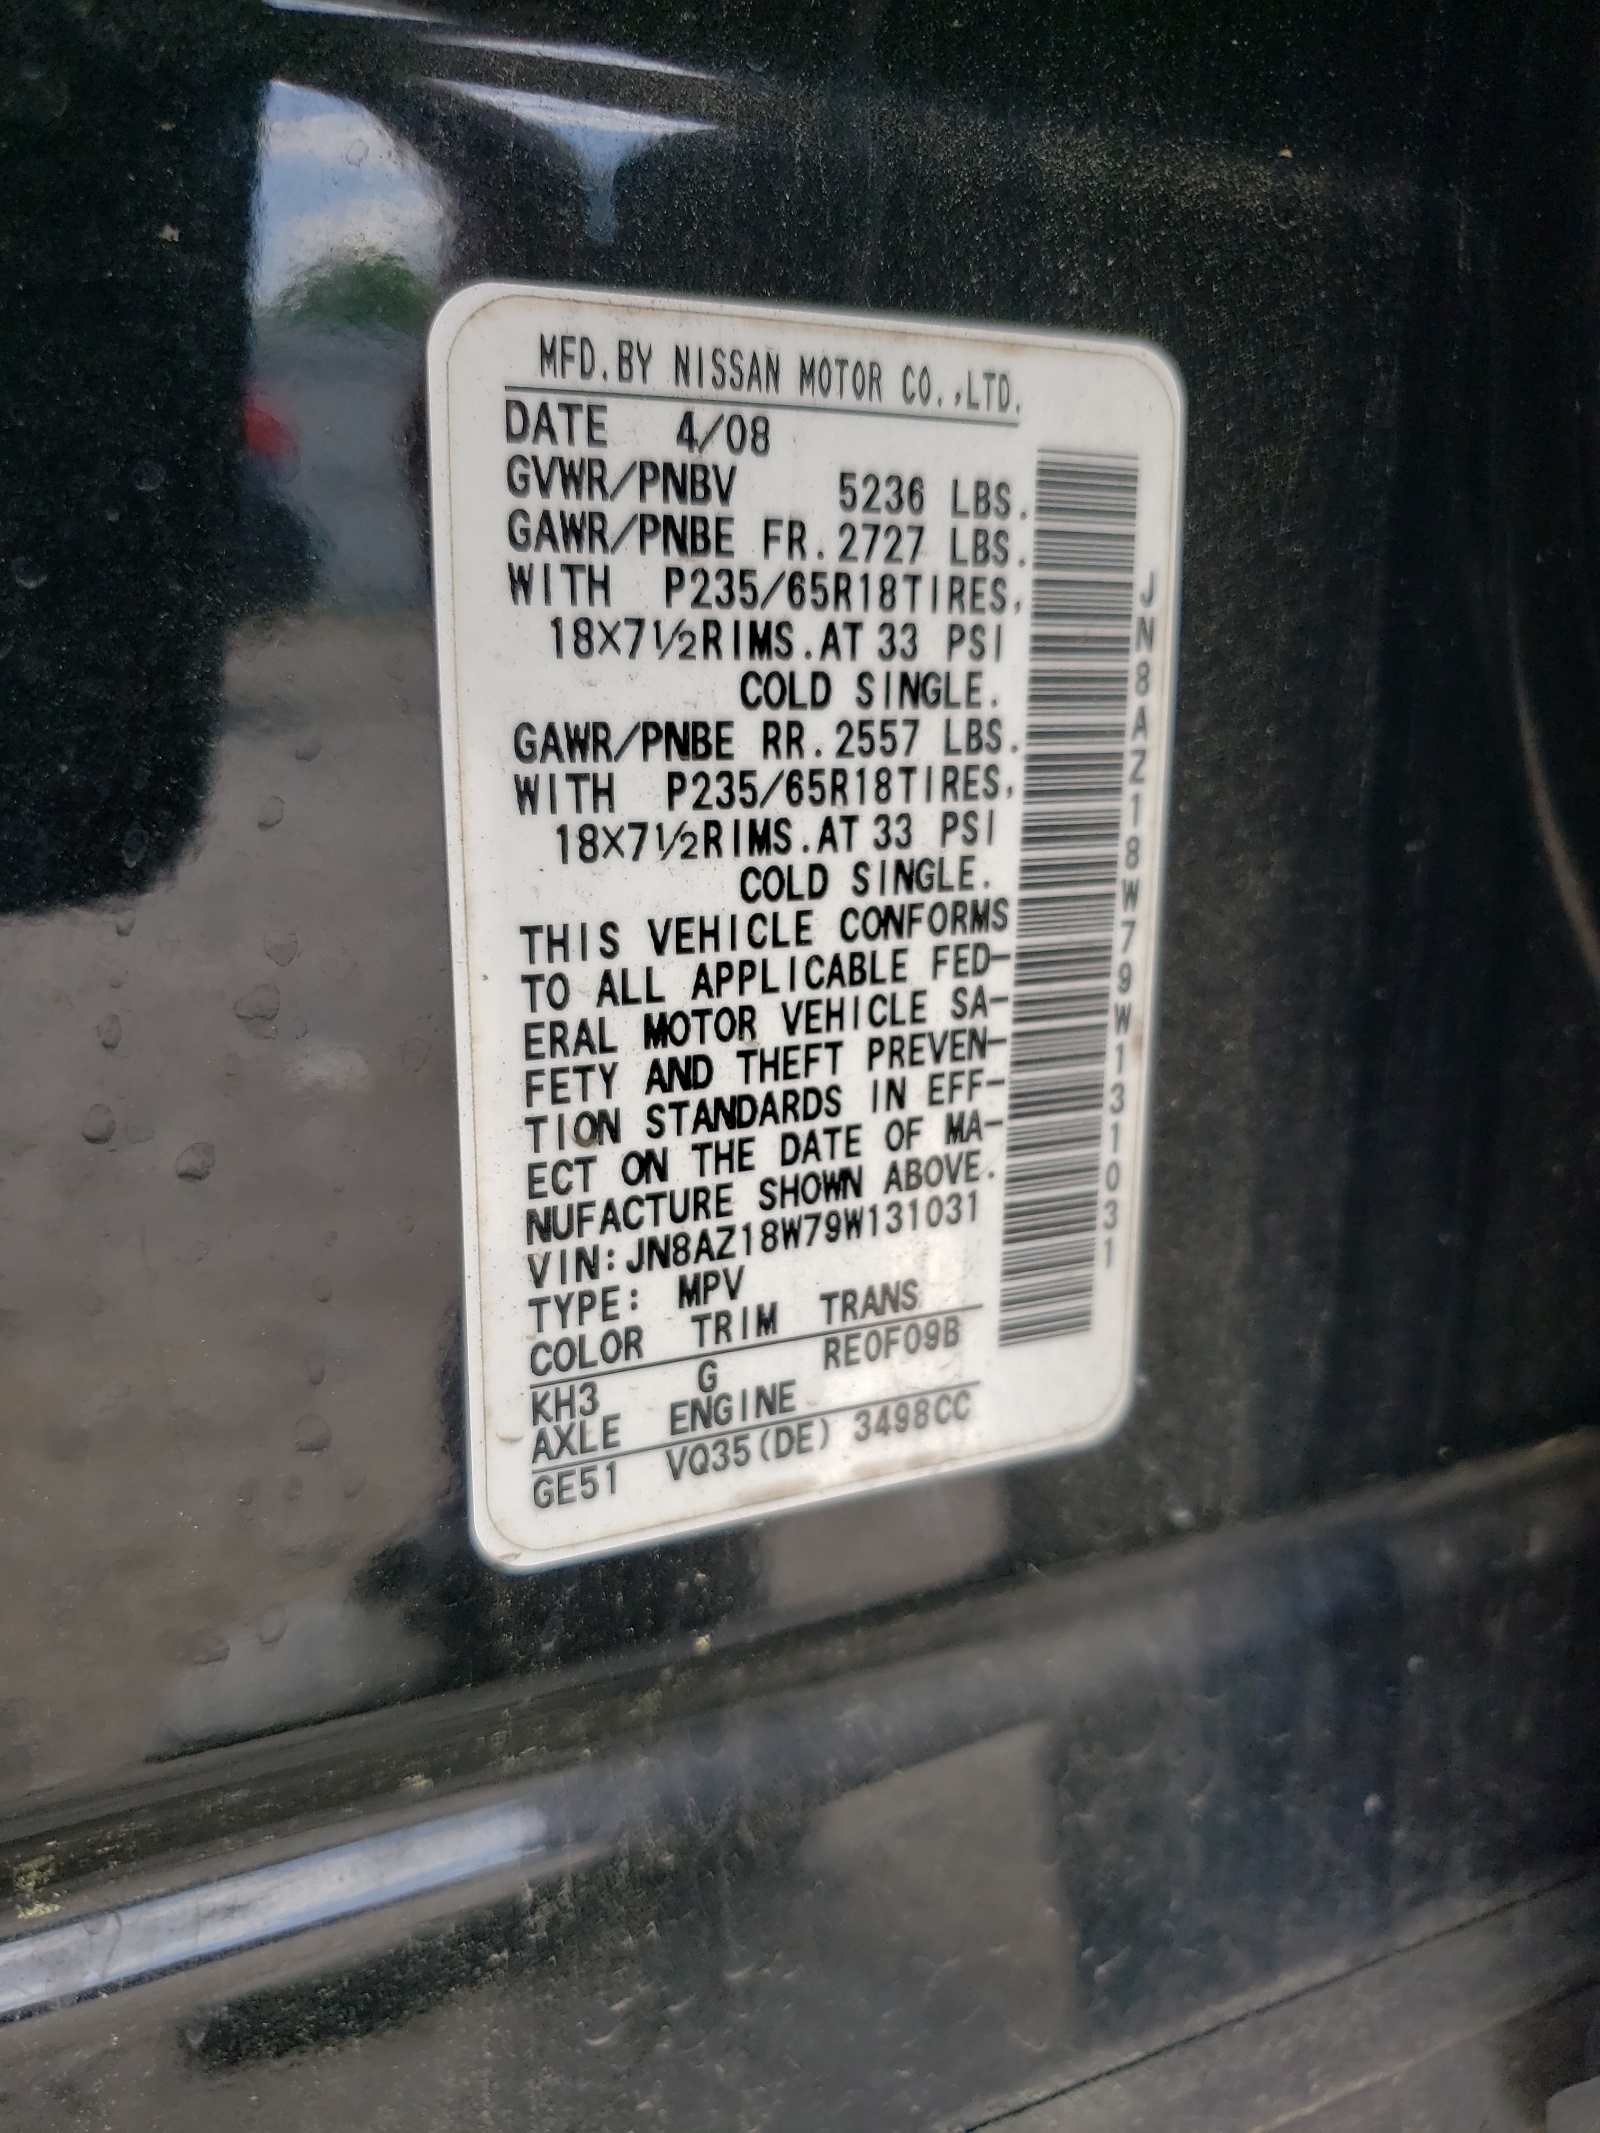 MFD.BY NISSAN MOTOR CO.,LTD.
DATE 4/08
GVWR/PNBV 5236 LBS.
GAWR/PNBE FR.2727 LBS.
WITH P235/65R18TIRES,
18X7½RIMS.AT 33 PSI
COLD SINGLE.
GAWR/PNBE RR.2557 LBS.
WITH P235/65R18TIRES,
18X7½RIMS.AT 33 PSI
COLD SINGLE.
THIS VEHICLE CONFORMS
TO ALL APPLICABLE FED-
ERAL MOTOR VEHICLE SA-
FETY AND THEFT PREVEN-
TION STANDARDS IN EFF-
ECT ON THE DATE OF MA-
NUFACTURE SHOWN ABOVE.
VIN:JN8AZ18W79W131031
TYPE: MPV
COLOR TRIM TRANS
KH3 G RE0F09B
AXLE ENGINE
GE51 VQ35(DE) 3498CC
JN8AZ18W79W131031